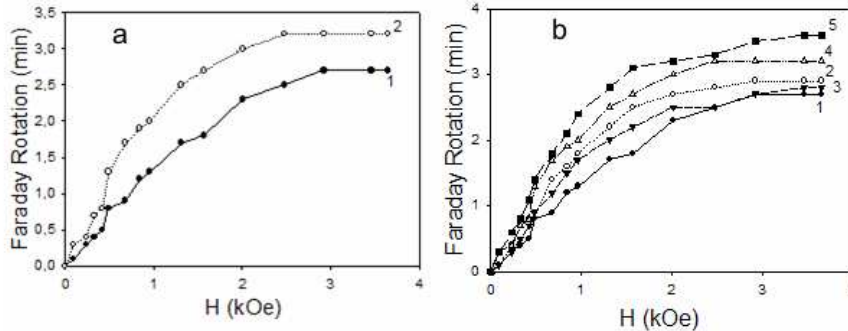 a
Faraday Rotation (min)
3,5
3,0
2,5
2,0
1,5
1,0
0,5
0,0
2
1
0 1 2 3 4
H (kOe)
b
Faraday Rotation (min)
4
3
2
1
0
5
4
2
3
1
0 1 2 3
H (kOe)